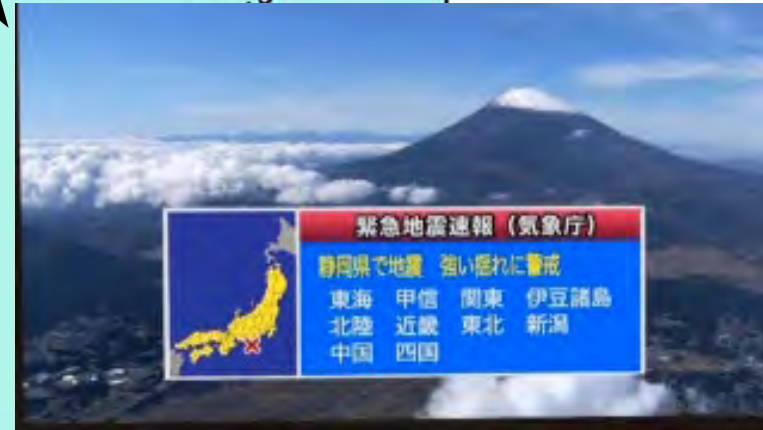 緊急地震速報（気象庁）
静岡県で地震 強い揺れに警戒
東海 甲信 関東 伊豆諸島
北陸 近畿 東北 新潟
中国 四国